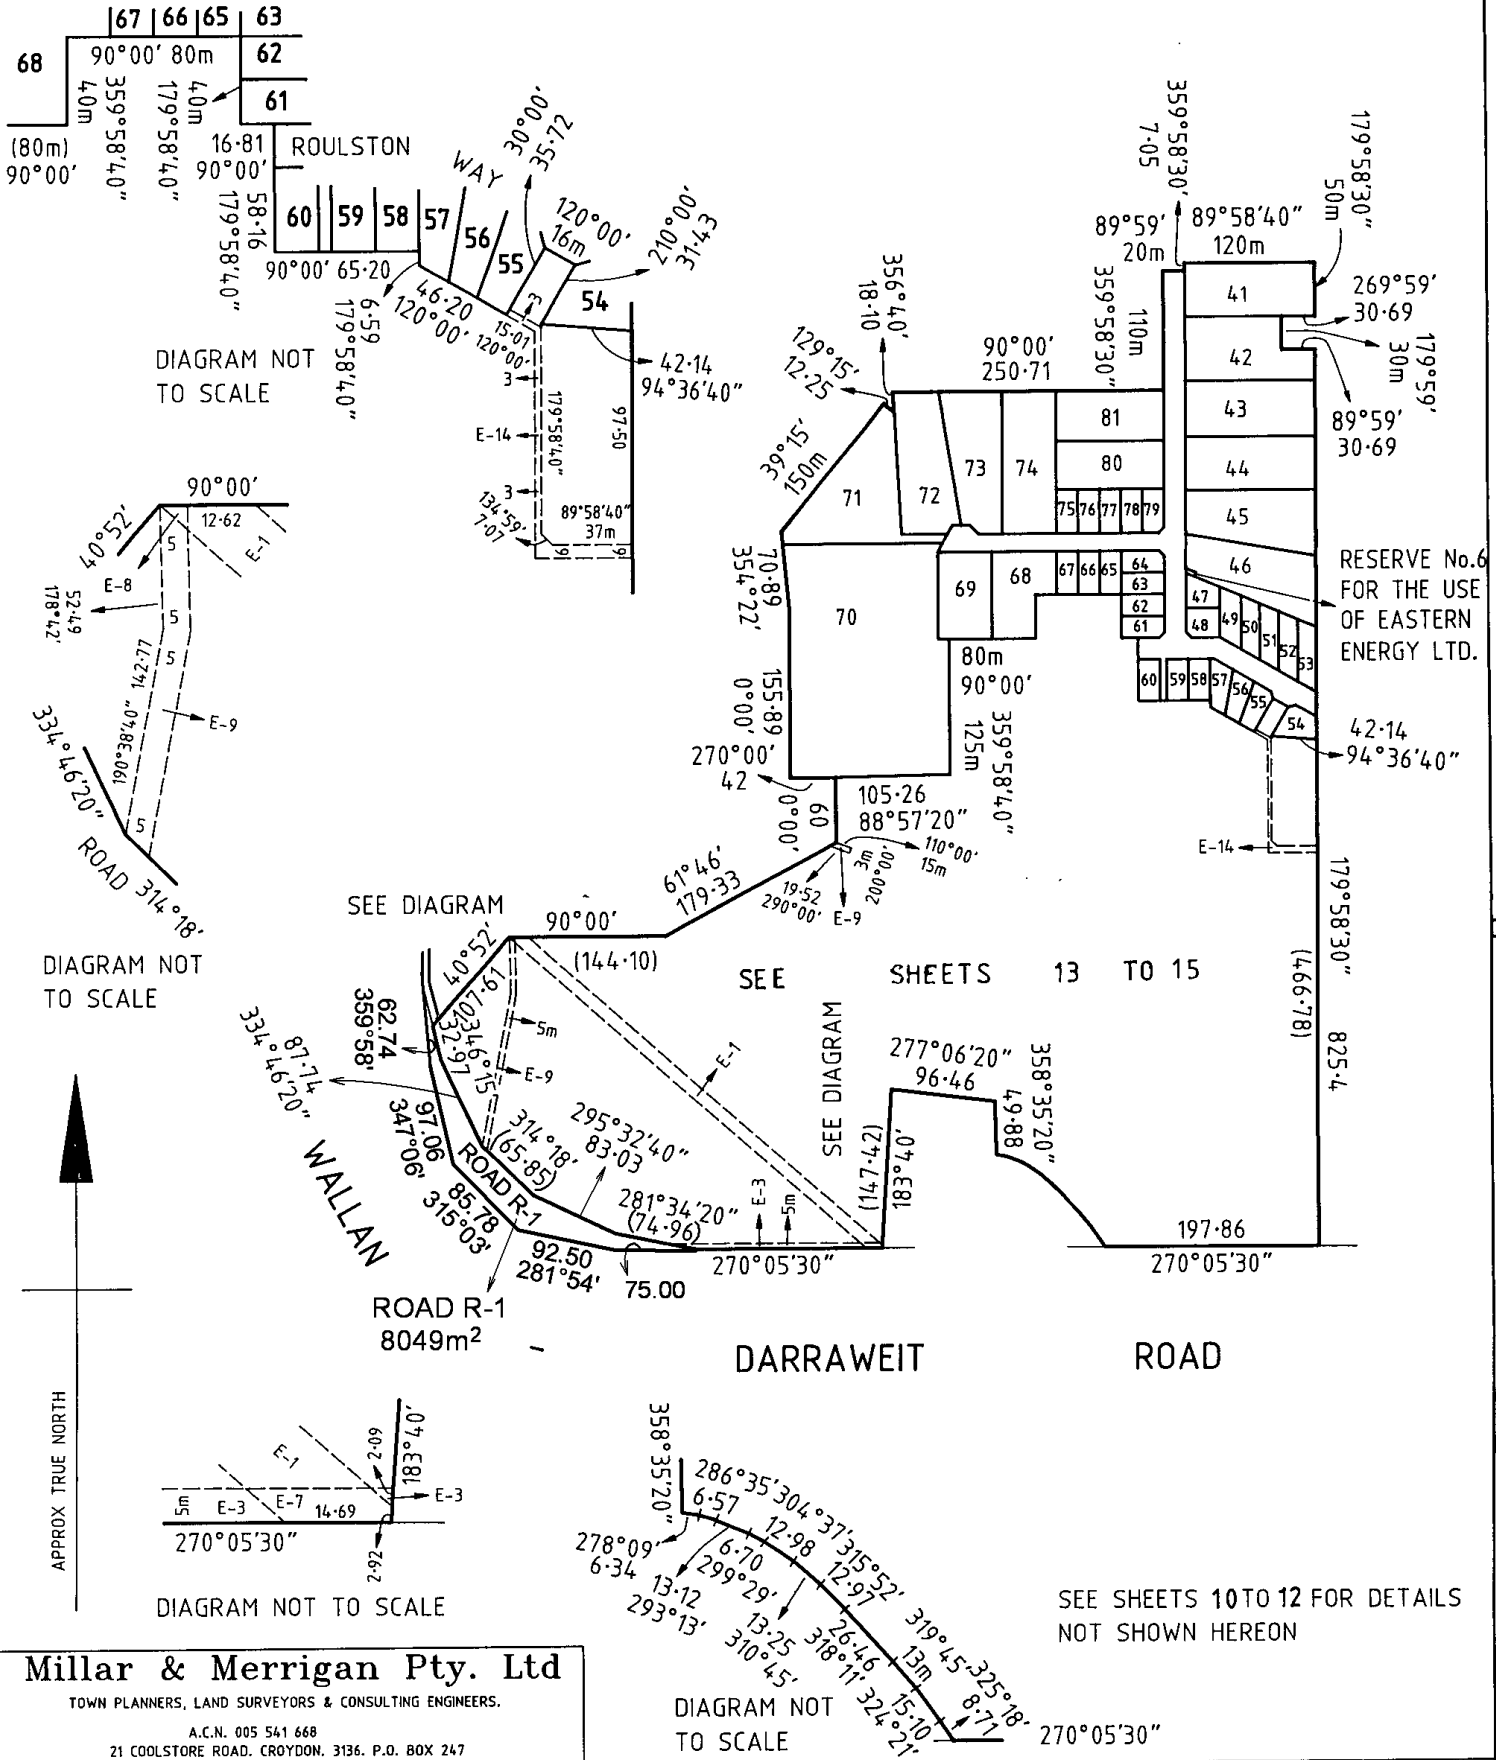 67 66 65 63
68
90°00' 80m
62
61
359°58'40"
40m
179°58'40"
40m
(80m)
90°00'
16·81
90°00'
ROULSTON
WAY
58·16
179°58'40"
60 59 58 57 56 55 54
90°00' 65·20
30°00'
35·72
120°00'
16m
210°00'
31·43
46·20
120°00'
15·01
120°00'
3
6·59
179°58'40"
42·14
94°36'40"
DIAGRAM NOT
TO SCALE
3
E-14
179°58'40"
97·50
3
134°59'
7·07
89°58'40"
37m
6
6
359°58'30"
7·05
179°58'30"
50m
89°59'
20m
89°58'40"
120m
269°59'
30·69
179°59'
30m
89°59'
30·69
359°58'30"
110m
356°40'
18·10
129°15'
12·25
90°00'
250·71
39°15'
150m
41
42
43
44
45
46
81
80
71 72 73 74
75 76 77 78 79
69 68 67 66 65 64
63
62
61
70
47
48
49 50 51 52 53
60 59 58 57 56 55
54
RESERVE No.6
FOR THE USE
OF EASTERN
ENERGY LTD.
70·89
354°22'
155·89
0°00'
80m
90°00'
359°58'40"
125m
42·14
94°36'40"
270°00'
42
60
0°00'
105·26
88°57'20"
110°00'
15m
3m
200°00'
19·52
290°00'
E-9
E-14
179°58'30"
(466·78)
825·4
90°00'
12·62
40°52'
5
E-1
E-8
52·49
178°42'
5
5
142·77
190°38'40"
E-9
334°46'20"
5
ROAD
314°18'
DIAGRAM NOT
TO SCALE
SEE DIAGRAM
90°00'
(144·10)
61°46'
179·33
40°52'
107·61
SEE SHEETS 13 TO 15
62.74
359°58'
346°15'
32·97
5m
E-9
E-1
87·74
334°46'20"
97.06
347°06'
WALLAN
314°18'
(65·85)
ROAD R-1
295°32'40"
83·03
281°34'20"
(74·96)
85.78
315°03'
92.50
281°54'
75.00
E-3
5m
270°05'30"
SEE DIAGRAM
(147·42)
183°40'
277°06'20"
96·46
358°35'20"
49·88
197·86
270°05'30"
ROAD R-1
8049m²
DARRAWEIT ROAD
APPROX TRUE NORTH
E-1
2·09
183°40'
5m
E-3
E-7
14·69
E-3
270°05'30"
2·92
DIAGRAM NOT TO SCALE
358°35'20"
286°35'
6·57
304°37'
12·98
315°52'
12·97
278°09'
6·34
6·70
299°29'
13·12
293°13'
13·25
310°45'
26·46
318°11'
319°45'
13m
325°18'
8·71
15·10
324°21'
270°05'30"
DIAGRAM NOT
TO SCALE
SEE SHEETS 10 TO 12 FOR DETAILS
NOT SHOWN HEREON
Millar & Merrigan Pty. Ltd
TOWN PLANNERS, LAND SURVEYORS & CONSULTING ENGINEERS.
A.C.N. 005 541 668
21 COOLSTORE ROAD. CROYDON. 3136. P.O. BOX 247